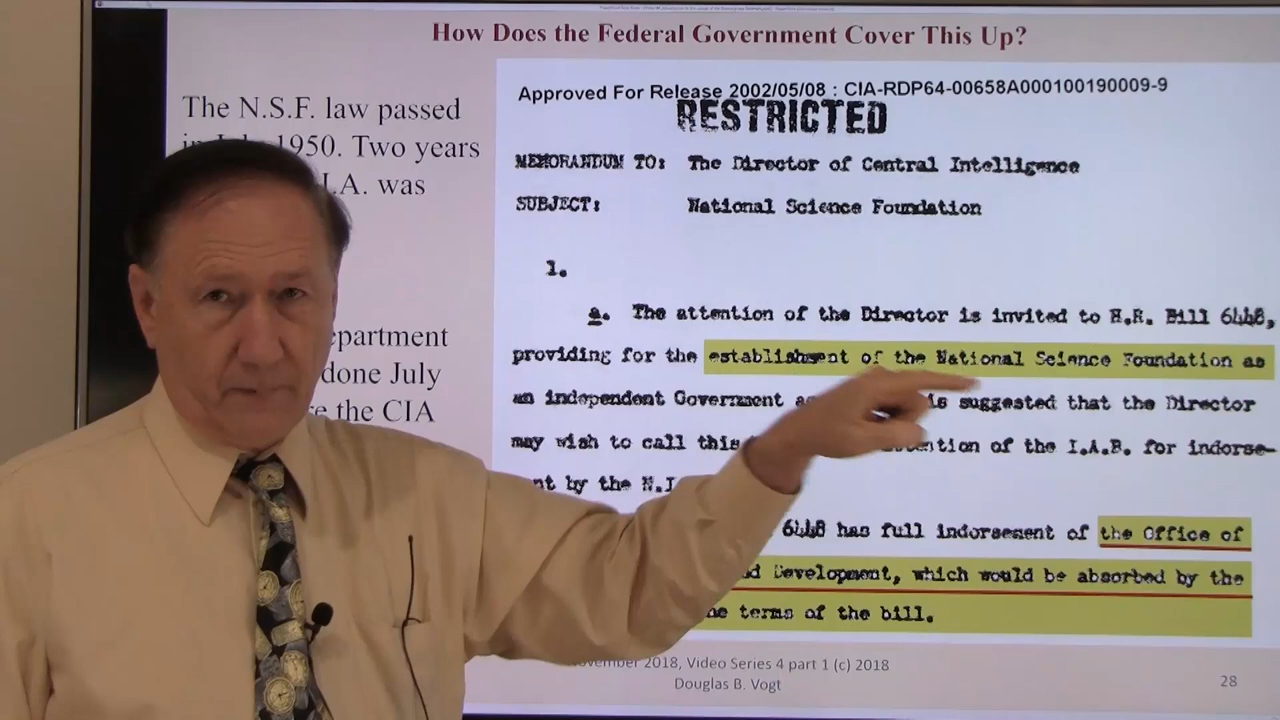 How Does the Federal Government Cover This Up?
The N.S.F. law passed
1950. Two years
I.A. was
epartment
done July
the CIA
Approved For Release 2002/05/08 : CIA-RDP64-00658A000100190009-9
RESTRICTED
MEMORANDUM TO: The Director of Central Intelligence
SUBJECT: National Science Foundation
1.
a. The attention of the Director is invited to H.R. Bill 6448,
providing for the establishment of the National Science Foundation as
an independent Government is suggested that the Director
may wish to call this tion of the I.A.B. for indorse-
nt by the N.I
6448 has full indorsement of the Office of
d Development, which would be absorbed by the
terms of the bill.
November 2018, Video Series 4 part 1 (c) 2018
Douglas B. Vogt
28